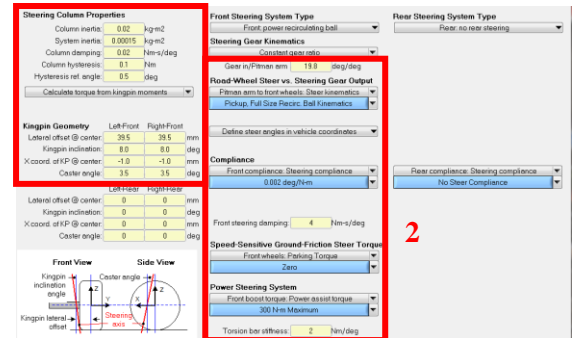 Steering Column Properties
Column inertia: 0.02 kg-m2
System inertia: 0.00015 kg-m2
Column damping: 0.02 Nm-s/deg
Column hysteresis: 0.1 Nm
Hysteresis ref. angle: 0.5 deg
Calculate torque from kingpin moments
Kingpin Geometry Left-Front Right-Front
Lateral offset @ center: 39.5 39.5 mm
Kingpin inclination: 8.0 8.0 deg
X coord. of KP @ center: -1.0 -1.0 mm
Caster angle: 3.5 3.5 deg
Left-Rear Right-Rear
Lateral offset @ center: 0 0 mm
Kingpin inclination: 0 0 deg
X coord. of KP @ center: 0 0 mm
Caster angle: 0 0 deg
Front View Side View
Kingpin inclination angle
Caster angle
Z
Y
X
Z
Kingpin lateral offset
Steering axis
Front Steering System Type
Front: power recirculating ball
Steering Gear Kinematics
Constant gear ratio
Gear in/Pitman arm: 19.8 deg/deg
Road-Wheel Steer vs. Steering Gear Output
Pitman arm to front wheels: Steer kinematics
Pickup, Full Size Recirc. Ball Kinematics
Define steer angles in vehicle coordinates
Compliance
Front compliance: Steering compliance
0.002 deg/N-m
Front steering damping: 4 Nm-s/deg
Speed-Sensitive Ground-Friction Steer Torque
Front wheels: Parking Torque
Zero
Power Steering System
Front boost torque: Power assist torque
300 N-m Maximum
Torsion bar stiffness: 2 Nm/deg
2
Rear Steering System Type
Rear: no rear steering
Rear compliance: Steering compliance
No Steer Compliance